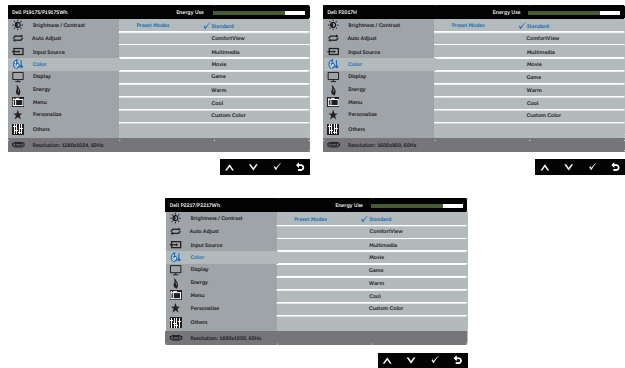 Dell P1917S/P1917SWh Energy Use
Brightness / Contrast Preset Modes ✓ Standard
Auto Adjust ComfortView
Input Source Multimedia
Color Movie
Display Game
Energy Warm
Menu Cool
Personalize Custom Color
Others
Resolution: 1280x1024, 60Hz
Dell P2017H Energy Use
Brightness / Contrast Preset Modes ✓ Standard
Auto Adjust ComfortView
Input Source Multimedia
Color Movie
Display Game
Energy Warm
Menu Cool
Personalize Custom Color
Others
Resolution: 1600x900, 60Hz
Dell P2217/P2217Wh Energy Use
Brightness / Contrast Preset Modes ✓ Standard
Auto Adjust ComfortView
Input Source Multimedia
Color Movie
Display Game
Energy Warm
Menu Cool
Personalize Custom Color
Others
Resolution: 1680x1050, 60Hz